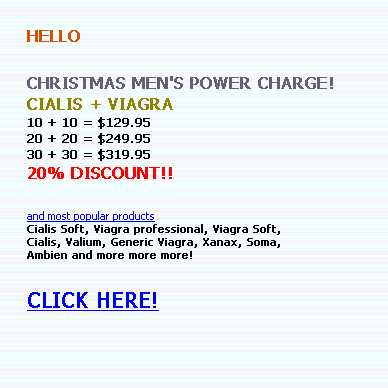 HELLO
CHRISTMAS MEN'S POWER CHARGE!
CIALIS + VIAGRA
10 + 10 = $129.95
20 + 20 = $249.95
30 + 30 = $319.95
20% DISCOUNT!!
and most popular products
Cialis Soft, Viagra professional, Viagra Soft,
Cialis, Valium, Generic Viagra, Xanax, Soma,
Ambien and more more more!
CLICK HERE!